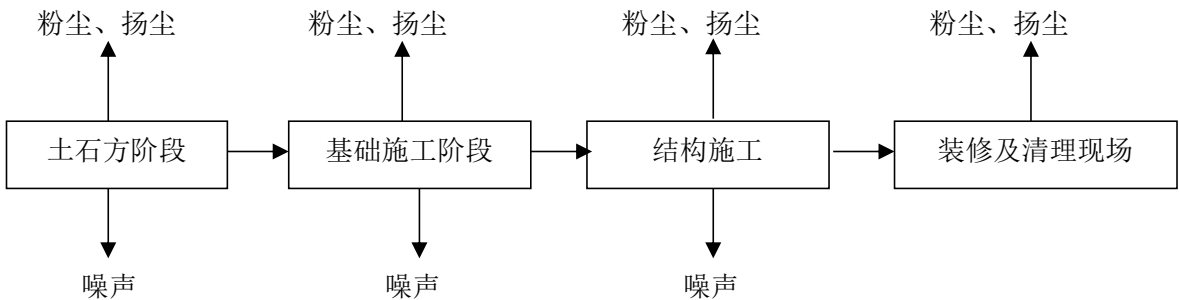 粉尘、扬尘
粉尘、扬尘
粉尘、扬尘
粉尘、扬尘
土石方阶段
基础施工阶段
结构施工
装修及清理现场
噪声
噪声
噪声